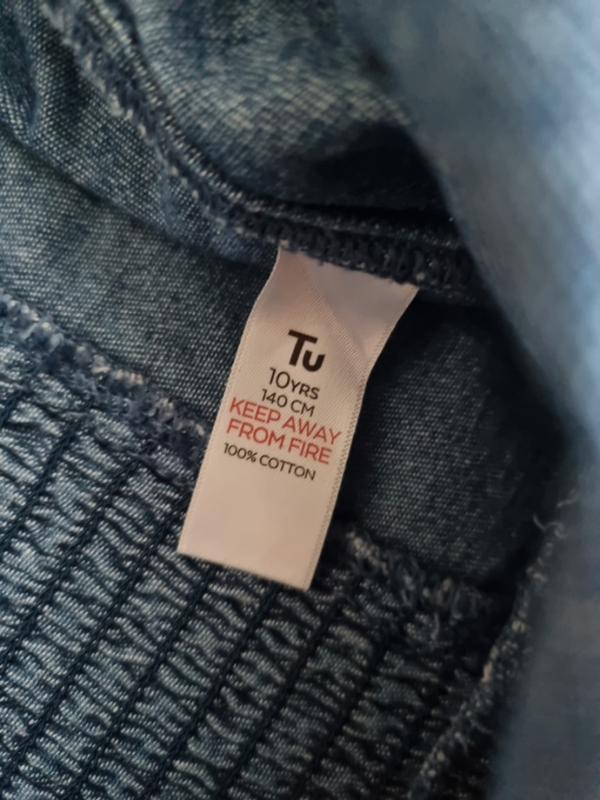 Tu
10YRS
140 CM
KEEP AWAY
FROM FIRE
100% COTTON